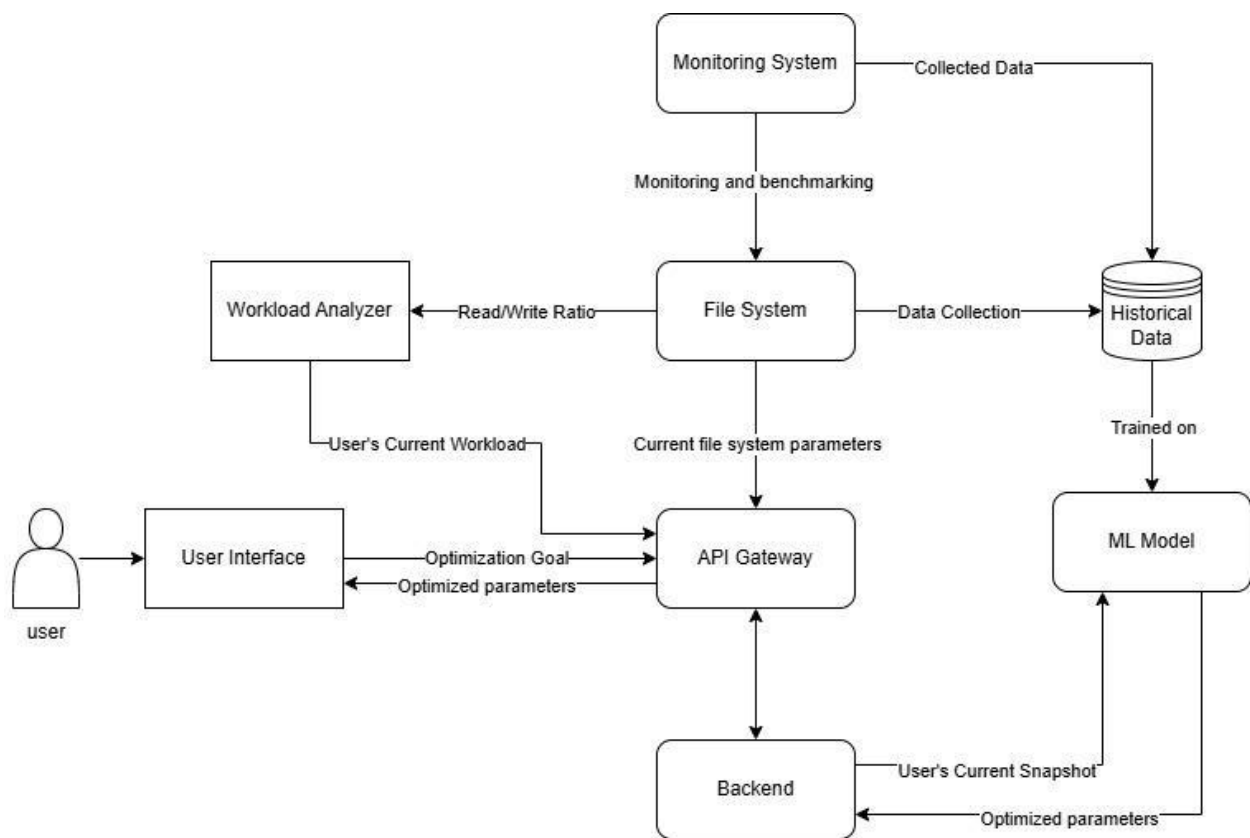 Monitoring System
Collected Data
Monitoring and benchmarking
Workload Analyzer
Read/Write Ratio
File System
Data Collection
Historical
Data
User's Current Workload
Current file system parameters
Trained on
User Interface
Optimization Goal
Optimized parameters
API Gateway
ML Model
user
Backend
User's Current Snapshot
Optimized parameters